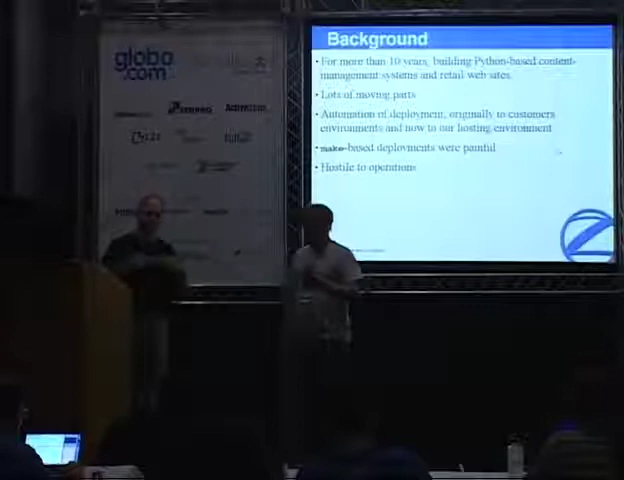 Background
• For more than 10 years, building Python-based content-
management systems and retail web sites.
• Lots of moving parts
• Automation of deployment, originally to customers
environments and now to our hosting environment
• make-based deployments were painful
• Hostile to operations
globo
.com